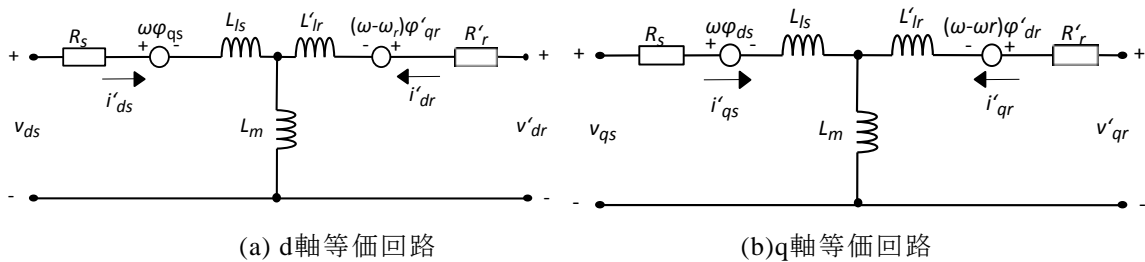 ωφqs Lls L'lr (ω-ωr)φ'qr
Rs + - - + R'r
+ +
i'ds i'dr
Lm
vds v'dr
- -
(a) d軸等価回路
ωφds Lls L'lr (ω-ωr)φ'dr
Rs + - - + R'r
+ +
i'qs i'qr
Lm
vqs v'qr
- -
(b)q軸等価回路